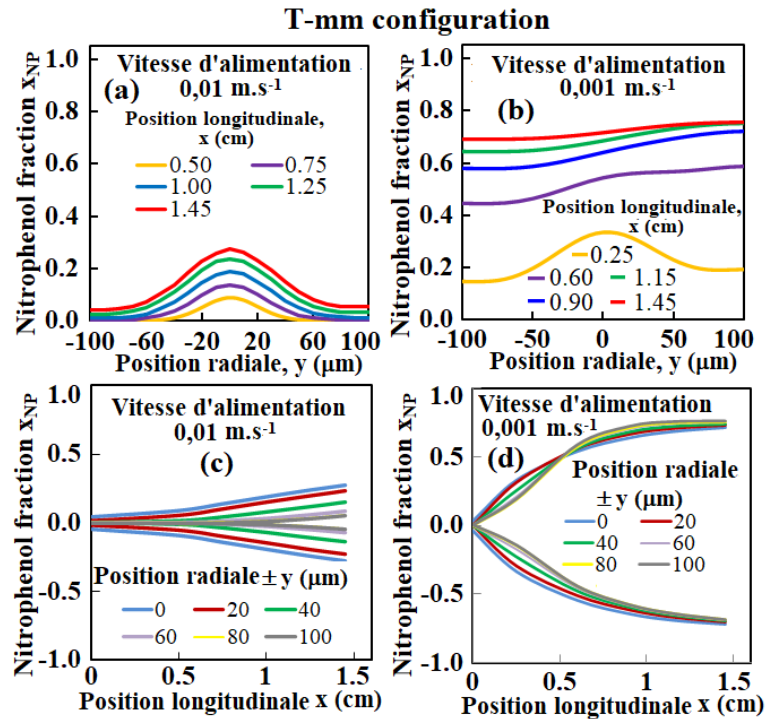 T-mm configuration
Nitrophenol fraction xNP
1.0
0.8
0.6
0.4
0.2
0.0
Vitesse d'alimentation
0,01 m.s-1
(a)
Position longitudinale,
x (cm)
0.50 0.75
1.00 1.25
1.45
-100 -60 -20 20 60 100
Position radiale, y (μm)
Nitrophenol fraction xNP
1.0
0.8
0.6
0.4
0.2
0.0
Vitesse d'alimentation
0,001 m.s-1
(b)
Position longitudinale,
x (cm)
0.25
0.60 1.15
0.90 1.45
-100 -50 0 50 100
Position radiale, y (μm)
Nitrophenol fraction xNP
1.0
0.5
0.0
-0.5
-1.0
Vitesse d'alimentation
0,01 m.s-1
(c)
Position radiale ± y (μm)
0 20 40
60 80 100
0 0.5 1 1.5
Position longitudinale x (cm)
Nitrophenol fraction xNP
1.0
0.5
0.0
-0.5
-1.0
Vitesse d'alimentation
0,001 m.s-1
(d)
Position radiale
± y (μm)
0 20
40 60
80 100
0 0.5 1 1.5
Position longitudinale x (cm)